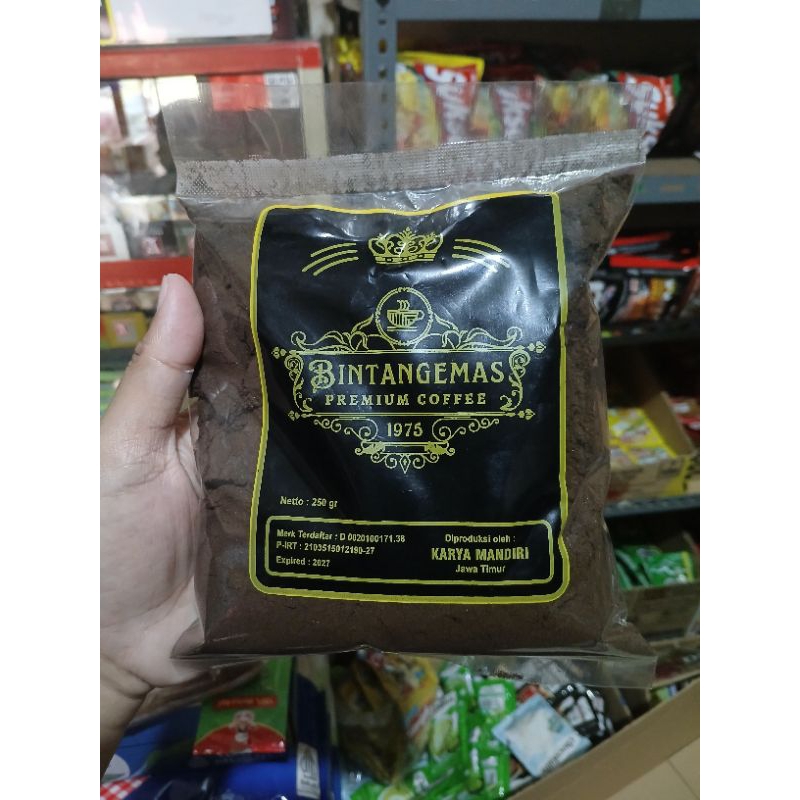 BINTANGEMAS
PREMIUM COFFEE
1975
Netto : 250 gr
Merk Terdaftar : D 0020100171.38
P-IRT : 2103515012190-27
Expired : 2027
Diproduksi oleh :
KARYA MANDIRI
Jawa Timur